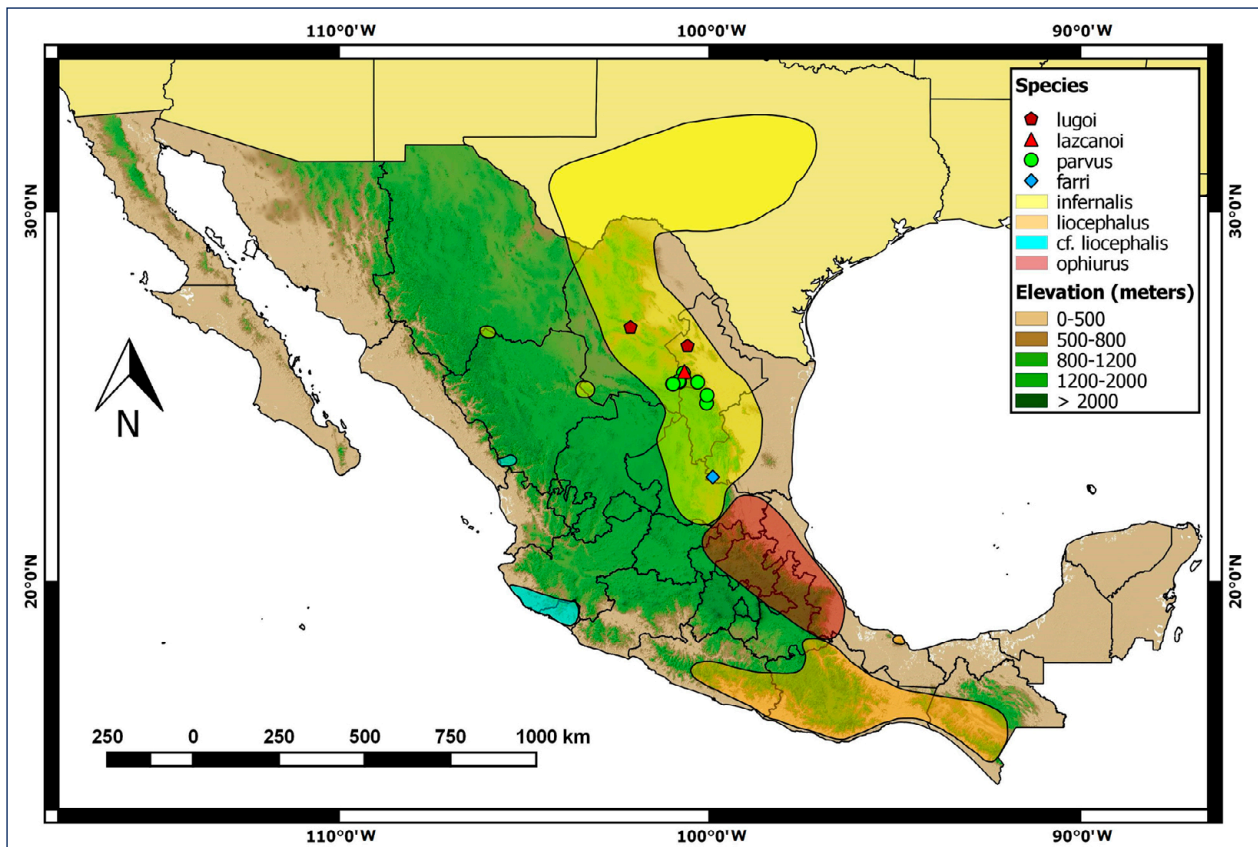 110°0'W 100°0'W 90°0'W
Species
lugoi
lazcanoi
parvus
farri
infernalis
liocephalus
cf. liocephalis
ophiurus
Elevation (meters)
0-500
500-800
800-1200
1200-2000
> 2000
30°0'N 30°0'N
N
20°0'N 20°0'N
250 0 250 500 750 1000 km
110°0'W 100°0'W 90°0'W